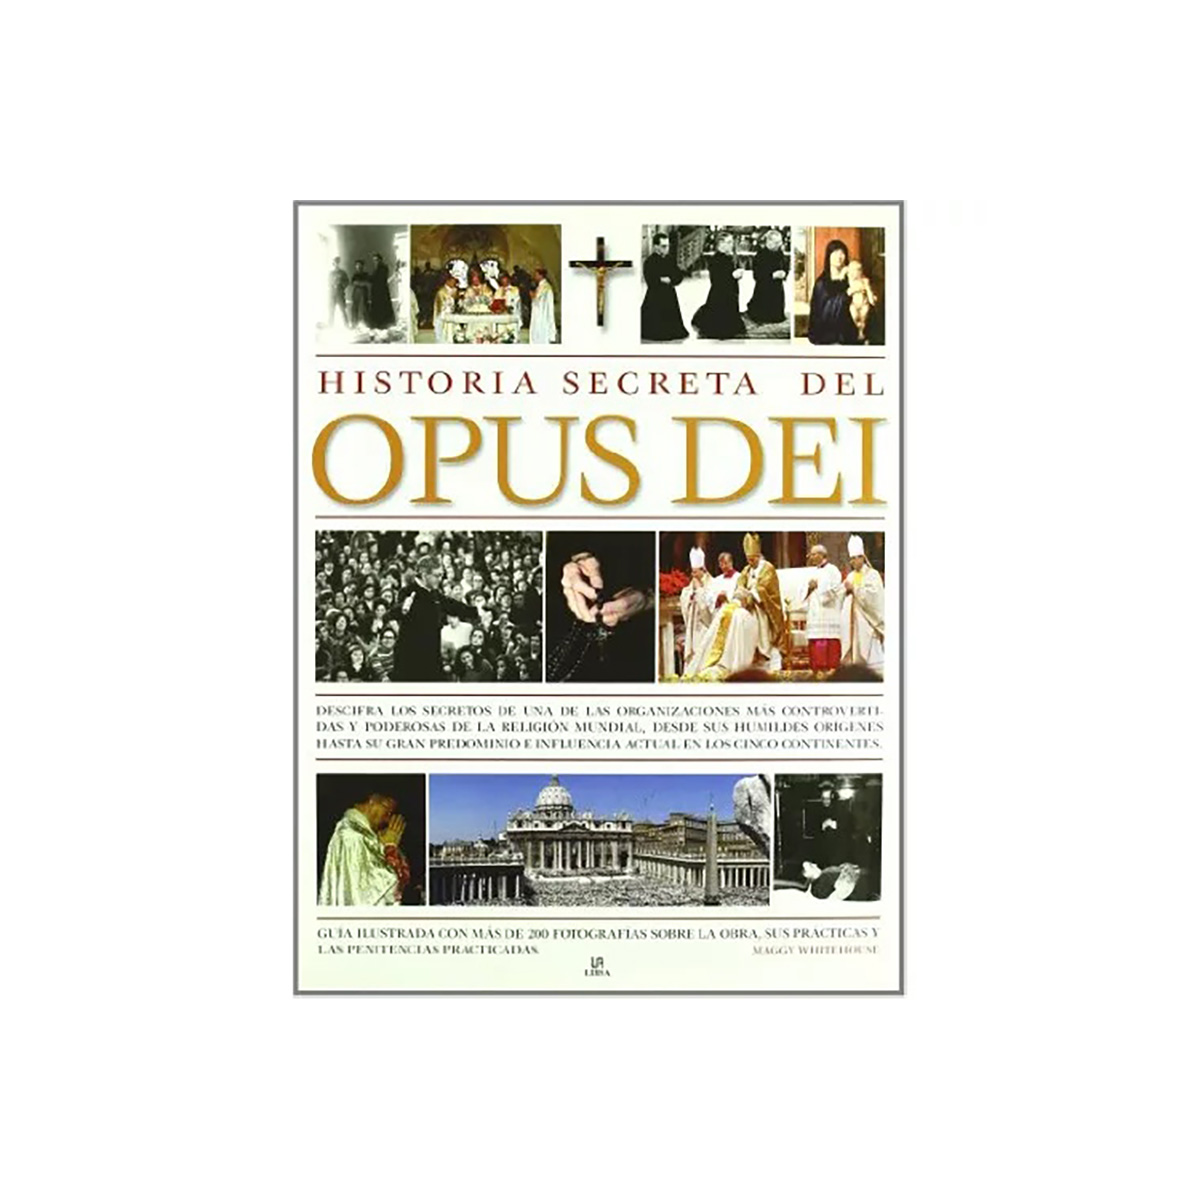 HISTORIA SECRETA DEL
OPUS DEI
DESCIFRA LOS SECRETOS DE UNA DE LAS ORGANIZACIONES MÁS CONTROVERTI-
DAS Y PODEROSAS DE LA RELIGIÓN MUNDIAL, DESDE SUS HUMILDES ORÍGENES
HASTA SU GRAN PREDOMINIO E INFLUENCIA ACTUAL EN LOS CINCO CONTINENTES.
GUÍA ILUSTRADA CON MÁS DE 200 FOTOGRAFÍAS SOBRE LA OBRA, SUS PRÁCTICAS Y
LAS PENITENCIAS PRACTICADAS.
MAGGY WHITEHOUSE
LIBSA